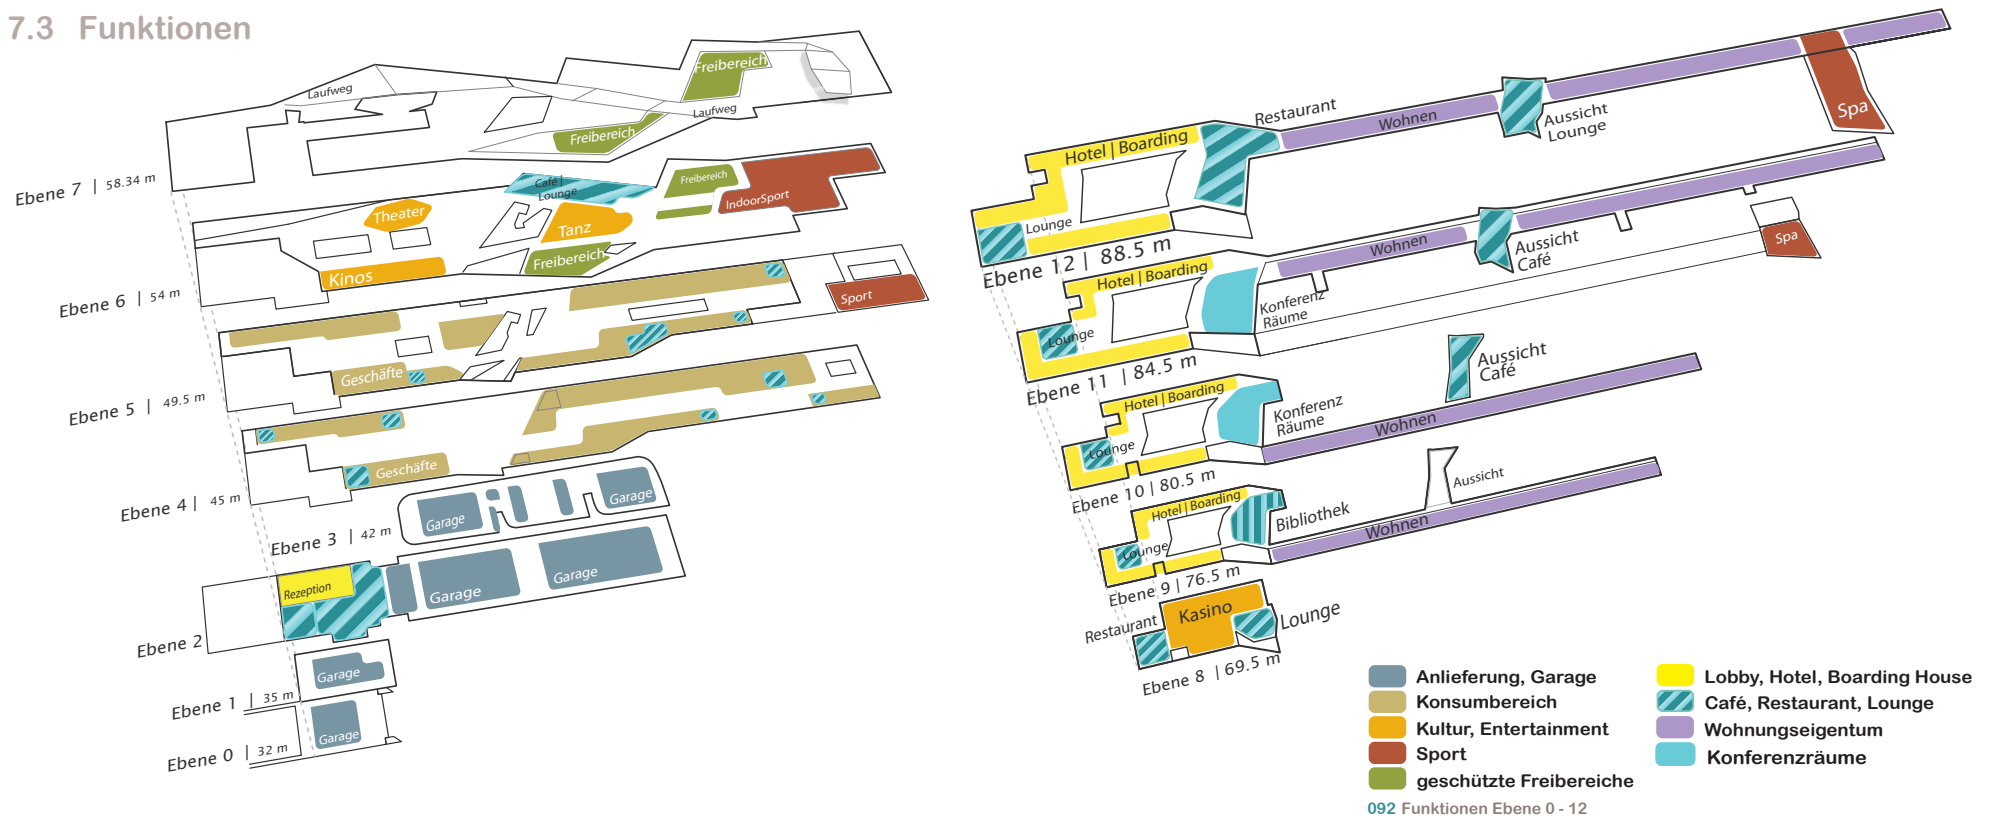 7.3 Funktionen
Laufweg
Freibereich
Laufweg
Freibereich
Ebene 7 | 58.34 m
Café |
Lounge
Freibereich
IndoorSport
Theater
Tanz
Freibereich
Kinos
Ebene 6 | 54 m
Sport
Geschäfte
Ebene 5 | 49.5 m
Geschäfte
Ebene 4 | 45 m
Garage
Garage
Ebene 3 | 42 m
Rezeption
Garage
Garage
Ebene 2
Garage
Ebene 1 | 35 m
Garage
Ebene 0 | 32 m
Hotel | Boarding
Restaurant
Wohnen
Aussicht
Lounge
Spa
Lounge
Ebene 12 | 88.5 m
Hotel | Boarding
Wohnen
Aussicht
Café
Spa
Konferenz
Räume
Lounge
Ebene 11 | 84.5 m
Hotel | Boarding
Konferenz
Räume
Aussicht
Café
Wohnen
Lounge
Ebene 10 | 80.5 m
Hotel | Boarding
Bibliothek
Aussicht
Wohnen
Lounge
Ebene 9 | 76.5 m
Restaurant
Kasino
Lounge
Ebene 8 | 69.5 m
Anlieferung, Garage
Konsumbereich
Kultur, Entertainment
Sport
geschützte Freibereiche
Lobby, Hotel, Boarding House
Café, Restaurant, Lounge
Wohnungseigentum
Konferenzräume
092 Funktionen Ebene 0 - 12